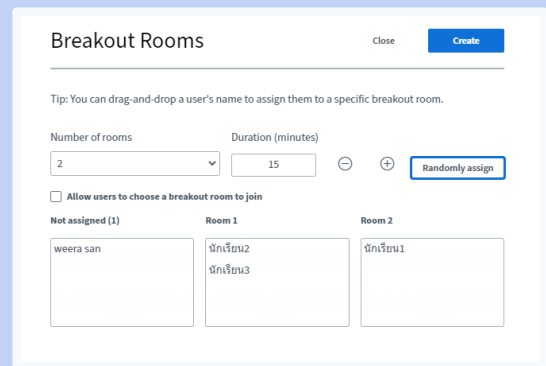 Breakout Rooms
Close
Create
Tip: You can drag-and-drop a user's name to assign them to a specific breakout room.
Number of rooms
Duration (minutes)
2
15
Randomly assign
Allow users to choose a breakout room to join
Not assigned (1)
Room 1
Room 2
weera san
นักเรียน2
นักเรียน1
นักเรียน3